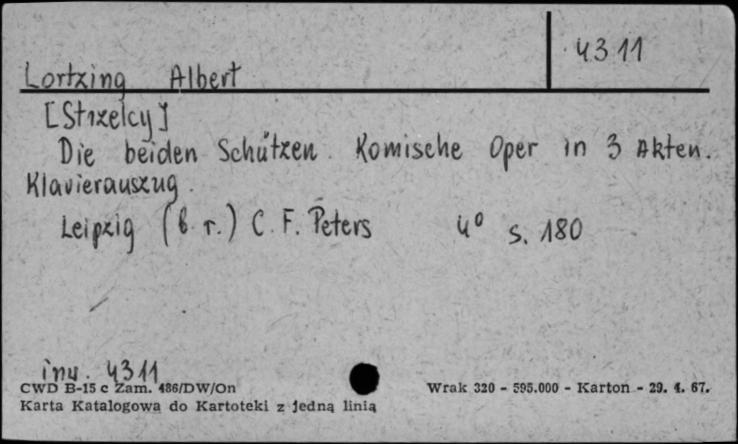 4311
Lortzing Albert
[Strzelcy]
Die beiden Schützen. Komische Oper in 3 Akten.
Klavierauszug.
Leipzig (b. r.) C. F. Peters 4° s. 180
inw. 4311
CWD B-15 c Zam. 486/DW/On Wrak 320 - 595.000 - Karton - 29. 4. 67.
Karta Katalogowa do Kartoteki z jedną linią